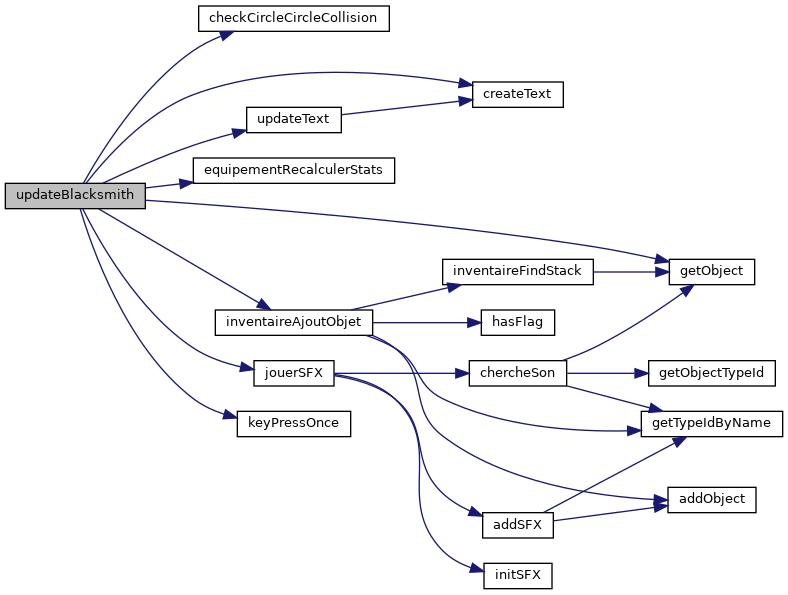 checkCircleCircleCollision
createText
updateText
equipementRecalculerStats
updateBlacksmith
inventaireFindStack
getObject
inventaireAjoutObjet
hasFlag
jouerSFX
chercheSon
getObjectTypeId
keyPressOnce
getTypeIdByName
addObject
addSFX
initSFX